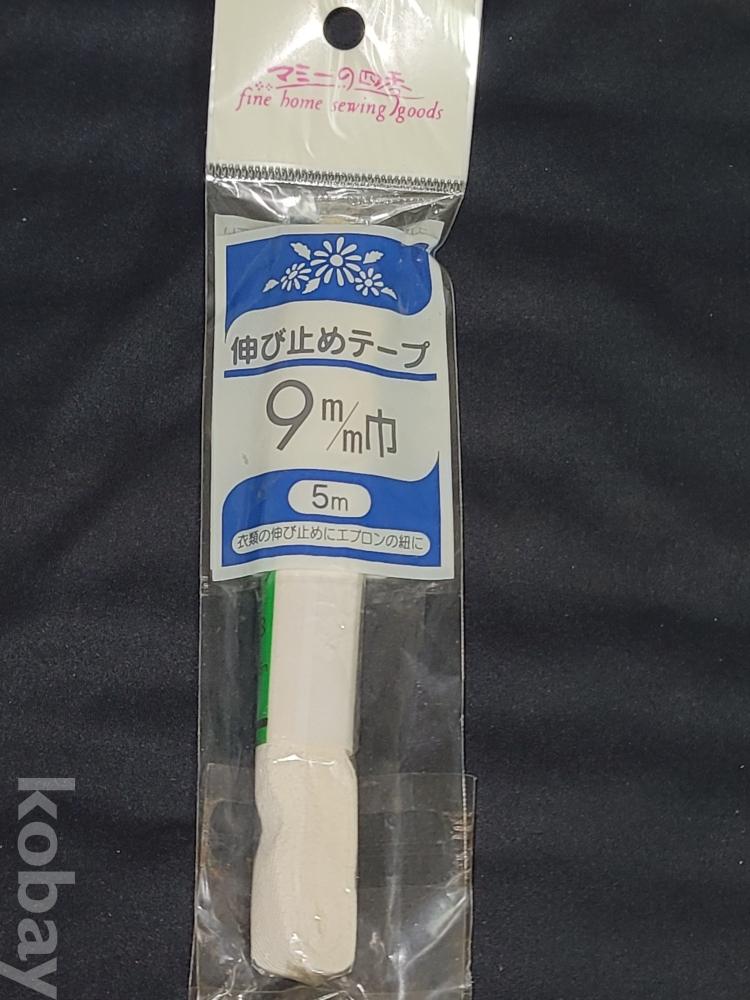 マミーの四季
fine home sewing goods
伸び止めテープ
9m/m巾
5m
衣類の伸び止めにエプロンの紐に
kobay